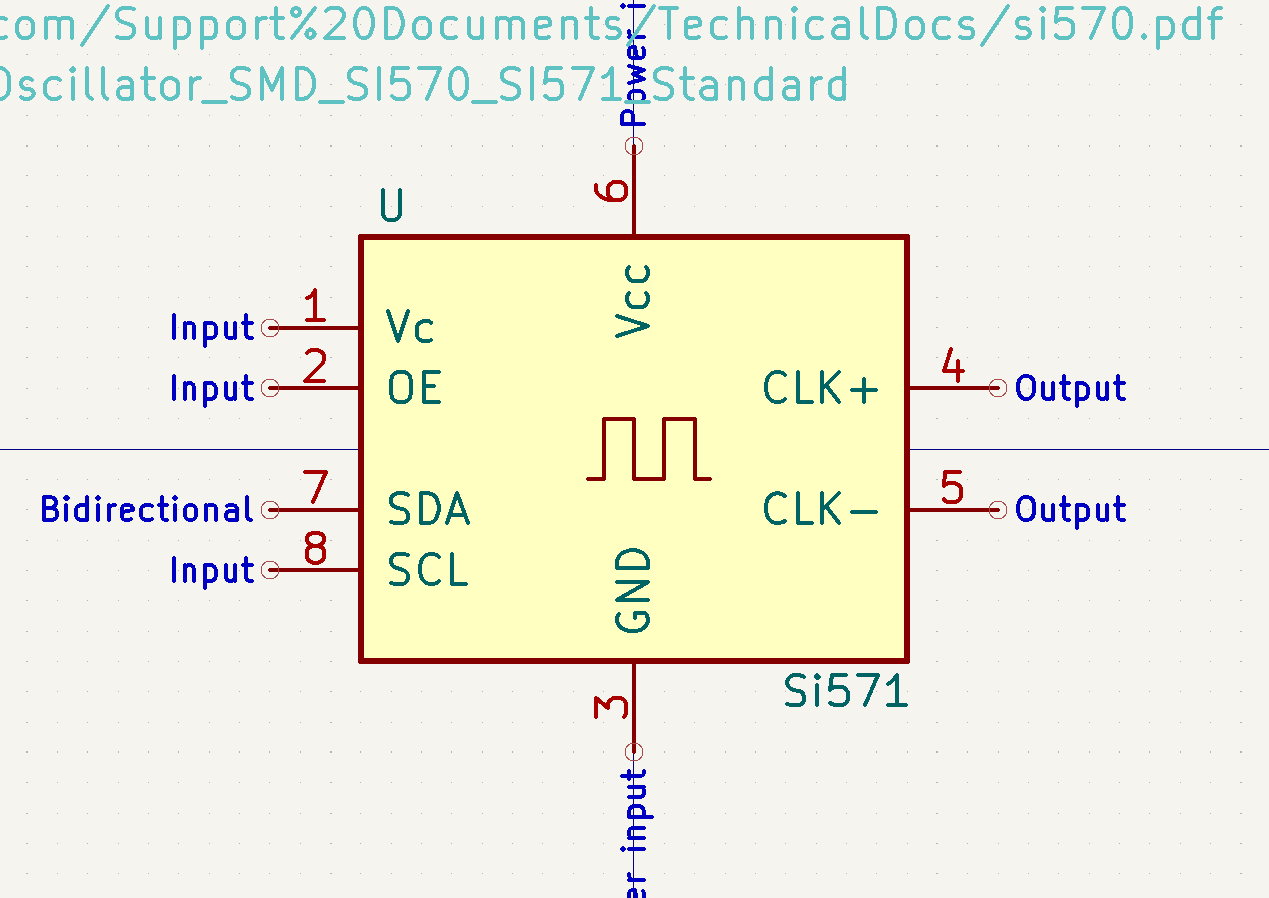 com/Support%20Documents/TechnicalDocs/si570.pdf
Oscillator_SMD_SI570_SI571_Standard
Power i
6
U
Vcc
Input 1 Vc
Input 2 OE
CLK+ 4 Output
Bidirectional 7 SDA
CLK- 5 Output
Input 8 SCL
GND
Si571
3
er input